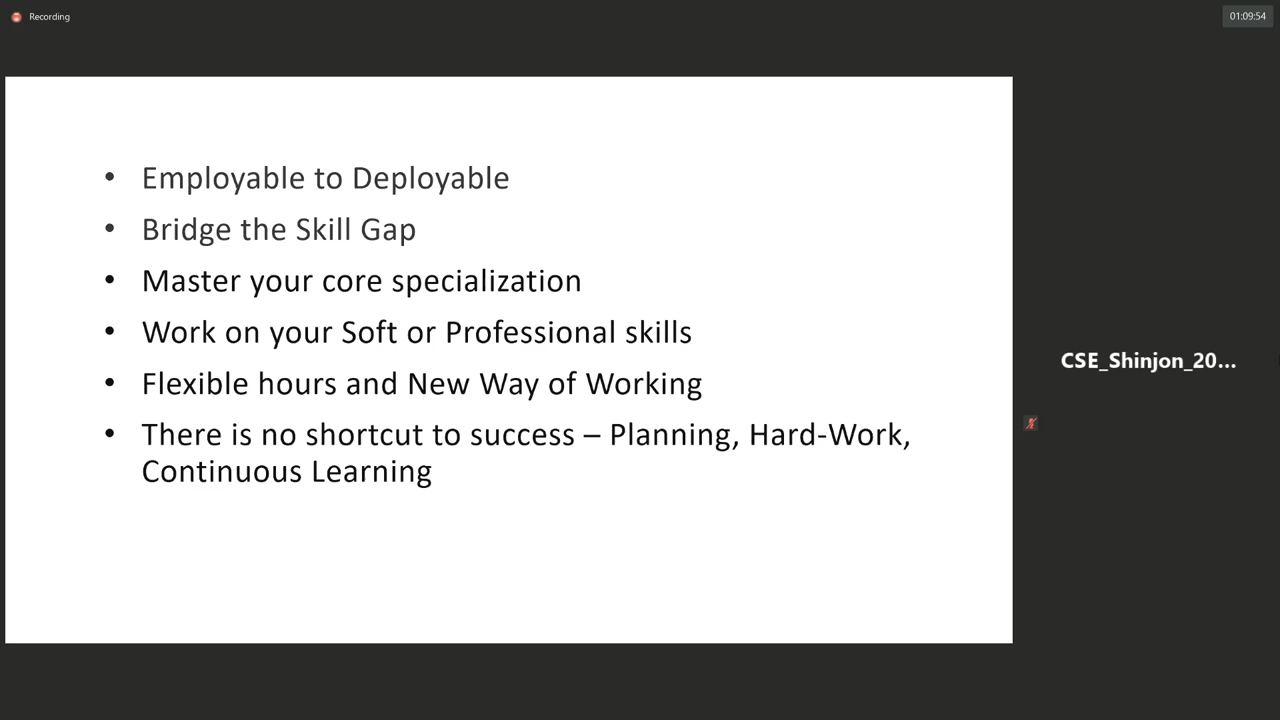 Recording
01:09:54
• Employable to Deployable
• Bridge the Skill Gap
• Master your core specialization
• Work on your Soft or Professional skills
• Flexible hours and New Way of Working
• There is no shortcut to success – Planning, Hard-Work,
Continuous Learning
CSE_Shinjon_20...